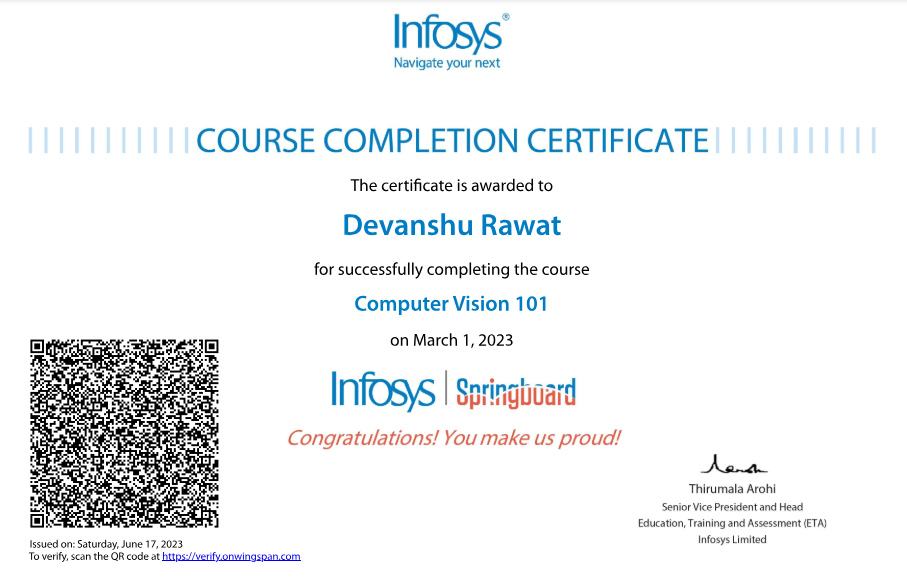 Infosys®
Navigate your next
COURSE COMPLETION CERTIFICATE
The certificate is awarded to
Devanshu Rawat
for successfully completing the course
Computer Vision 101
on March 1, 2023
Infosys | Springboard
Congratulations! You make us proud!
Thirumala Arohi
Senior Vice President and Head
Education, Training and Assessment (ETA)
Infosys Limited
Issued on: Saturday, June 17, 2023
To verify, scan the QR code at https://verify.onwingspan.com